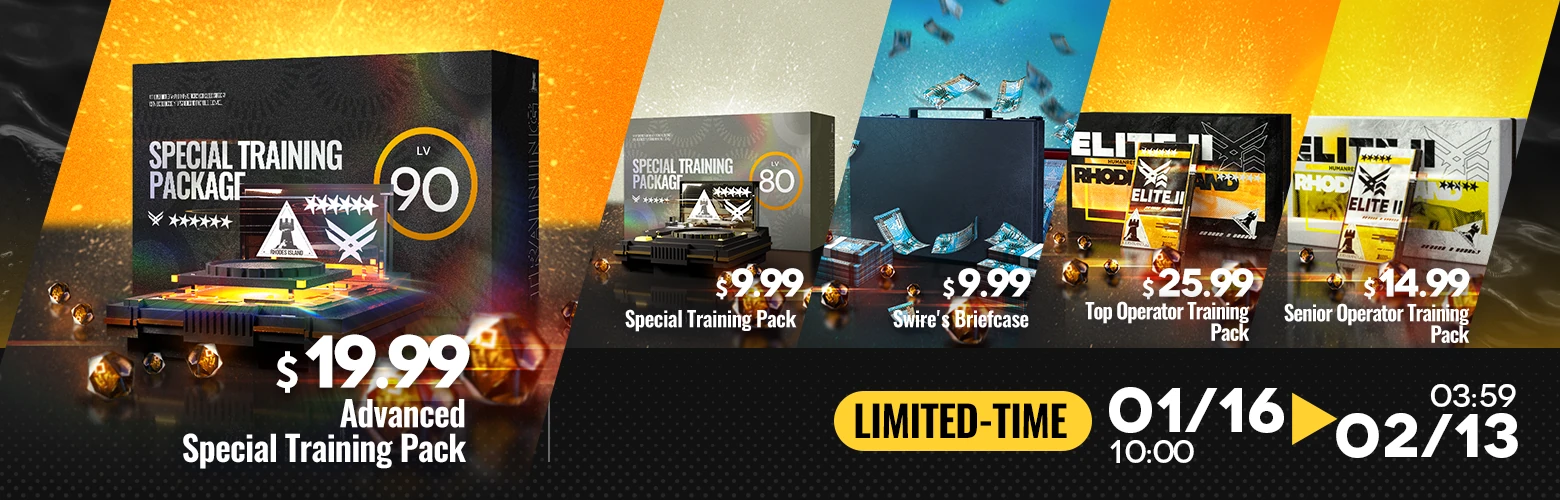 SPECIAL TRAINING
PACKAGE
LV
90
RHODES ISLAND
$19.99
Advanced
Special Training Pack
SPECIAL TRAINING
PACKAGE
LV
80
$9.99
Special Training Pack
$9.99
Swire's Briefcase
ELITE II
ELITE II
$25.99
Top Operator Training
Pack
ELITE II
ELITE II
$14.99
Senior Operator Training
Pack
LIMITED-TIME
01/16
10:00
03:59
02/13